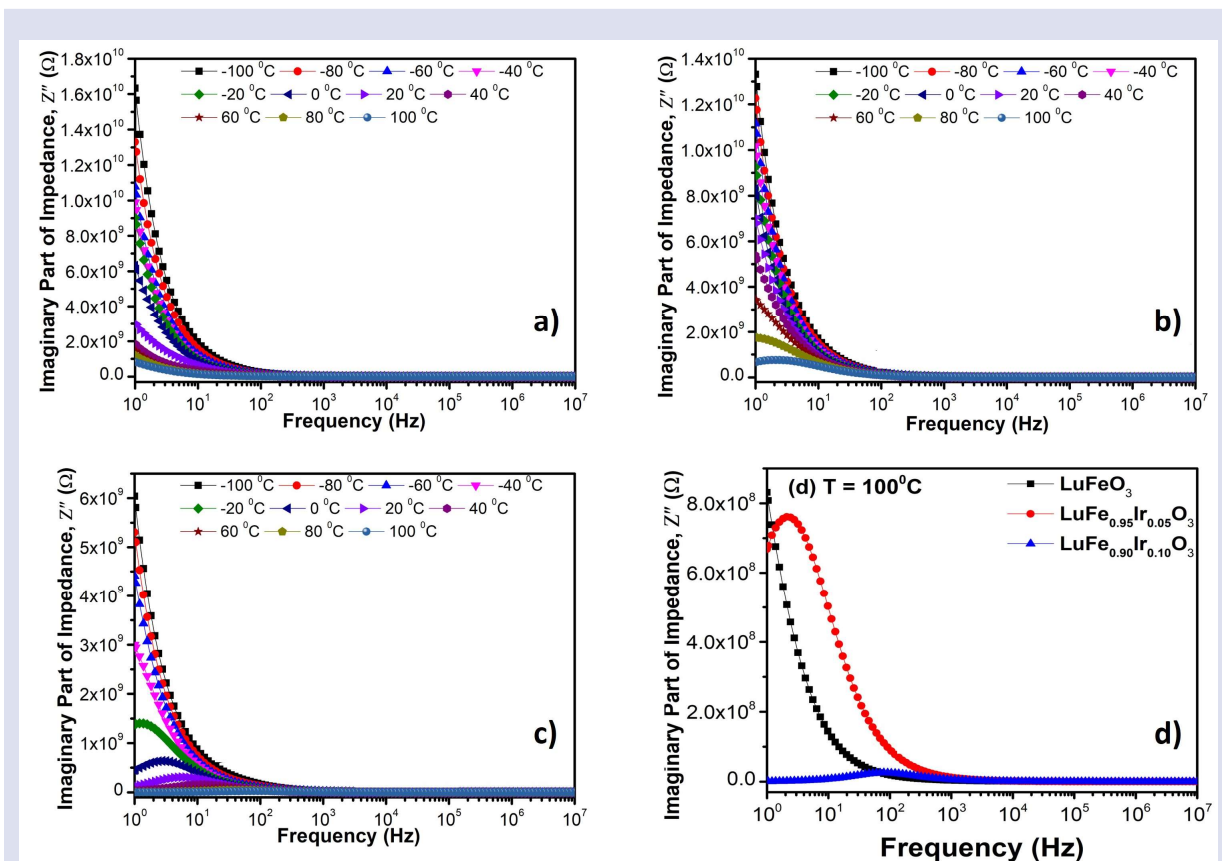 1.8x10¹⁰
1.6x10¹⁰
1.4x10¹⁰
1.2x10¹⁰
1.0x10¹⁰
8.0x10⁹
6.0x10⁹
4.0x10⁹
2.0x10⁹
0.0
Imaginary Part of Impedance, Z″ (Ω)
-100 ⁰C -80 ⁰C -60 ⁰C -40 ⁰C
-20 ⁰C 0 ⁰C 20 ⁰C 40 ⁰C
60 ⁰C 80 ⁰C 100 ⁰C
a)
10⁰ 10¹ 10² 10³ 10⁴ 10⁵ 10⁶ 10⁷
Frequency (Hz)
1.4x10¹⁰
1.2x10¹⁰
1.0x10¹⁰
8.0x10⁹
6.0x10⁹
4.0x10⁹
2.0x10⁹
0.0
Imaginary Part of Impedance, Z″ (Ω)
-100 ⁰C -80 ⁰C -60 ⁰C -40 ⁰C
-20 ⁰C 0 ⁰C 20 ⁰C 40 ⁰C
60 ⁰C 80 ⁰C 100 ⁰C
b)
10⁰ 10¹ 10² 10³ 10⁴ 10⁵ 10⁶ 10⁷
Frequency (Hz)
6x10⁹
5x10⁹
4x10⁹
3x10⁹
2x10⁹
1x10⁹
0
Imaginary Part of Impedance, Z″ (Ω)
-100 ⁰C -80 ⁰C -60 ⁰C -40 ⁰C
-20 ⁰C 0 ⁰C 20 ⁰C 40 ⁰C
60 ⁰C 80 ⁰C 100 ⁰C
c)
10⁰ 10¹ 10² 10³ 10⁴ 10⁵ 10⁶ 10⁷
Frequency (Hz)
8.0x10⁸
6.0x10⁸
4.0x10⁸
2.0x10⁸
0.0
Imaginary Part of Impedance, Z″ (Ω)
(d) T = 100⁰C
LuFeO₃
LuFe₀.₉₅Ir₀.₀₅O₃
LuFe₀.₉₀Ir₀.₁₀O₃
d)
10⁰ 10¹ 10² 10³ 10⁴ 10⁵ 10⁶ 10⁷
Frequency (Hz)